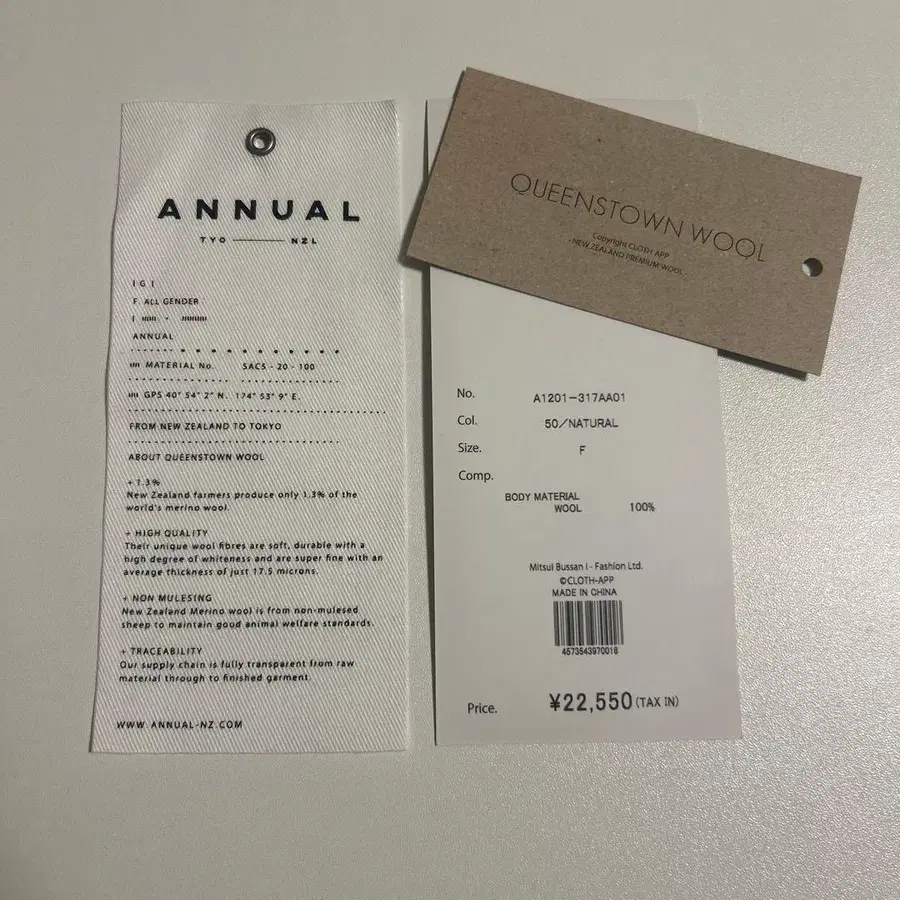 ANNUAL
TYO NZL
I G I
F. ALL GENDER
ANNUAL
MATERIAL No. SACS - 20 - 100
GPS 40° 54' 2" N. 174° 53' 9" E.
FROM NEW ZEALAND TO TOKYO
ABOUT QUEENSTOWN WOOL
+ 1.3%
New Zealand farmers produce only 1.3% of the
world's merino wool.
+ HIGH QUALITY
Their unique wool fibres are soft, durable with a
high degree of whiteness and are super fine with an
average thickness of just 17.5 microns.
+ NON MULESING
New Zealand Merino wool is from non-mulesed
sheep to maintain good animal welfare standards.
+ TRACEABILITY
Our supply chain is fully transparent from raw
material through to finished garment.
WWW. ANNUAL-NZ.COM
QUEENSTOWN WOOL
Copyright CLOTH APP
- NEW ZEALAND PREMIUM WOOL -
No. A1201-317AA01
Col. 50/NATURAL
Size. F
Comp.
BODY MATERIAL
WOOL 100%
Mitsui Bussan I - Fashion Ltd.
©CLOTH-APP
MADE IN CHINA
4573543970018
Price. ¥22,550(TAX IN)